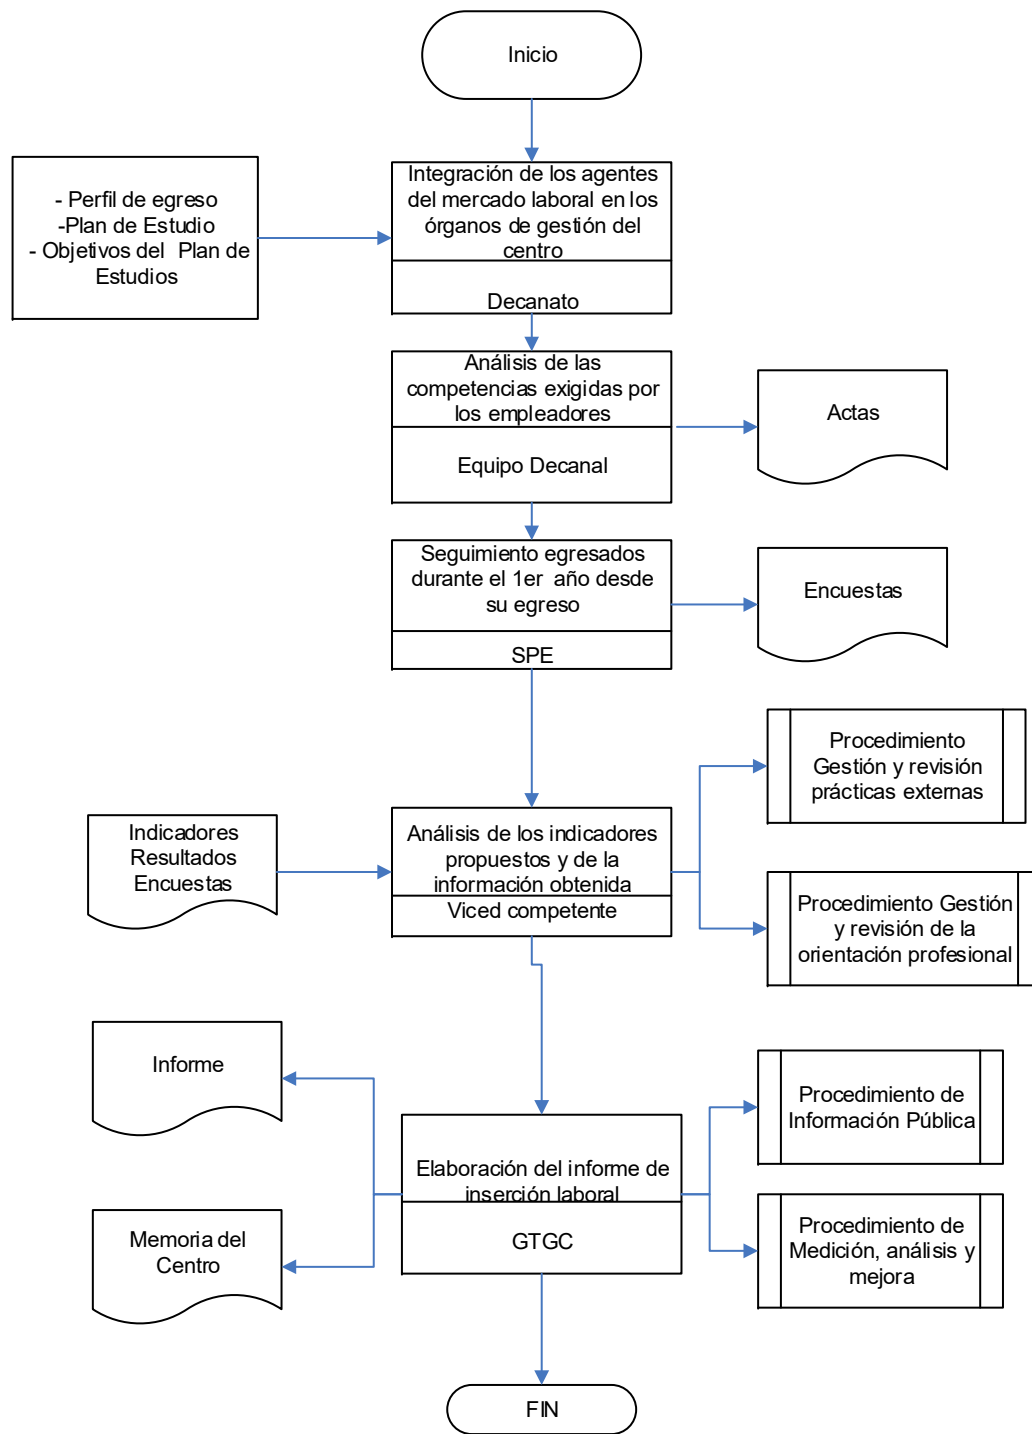 Inicio
- Perfil de egreso
-Plan de Estudio
- Objetivos del Plan de
Estudios
Integración de los agentes
del mercado laboral en los
órganos de gestión del
centro
Decanato
Análisis de las
competencias exigidas por
los empleadores
Equipo Decanal
Actas
Seguimiento egresados
durante el 1er año desde
su egreso
SPE
Encuestas
Procedimiento
Gestión y revisión
prácticas externas
Indicadores
Resultados
Encuestas
Análisis de los indicadores
propuestos y de la
información obtenida
Viced competente
Procedimiento Gestión
y revisión de la
orientación profesional
Informe
Procedimiento de
Información Pública
Elaboración del informe de
inserción laboral
GTGC
Memoria del
Centro
Procedimiento de
Medición, análisis y
mejora
FIN